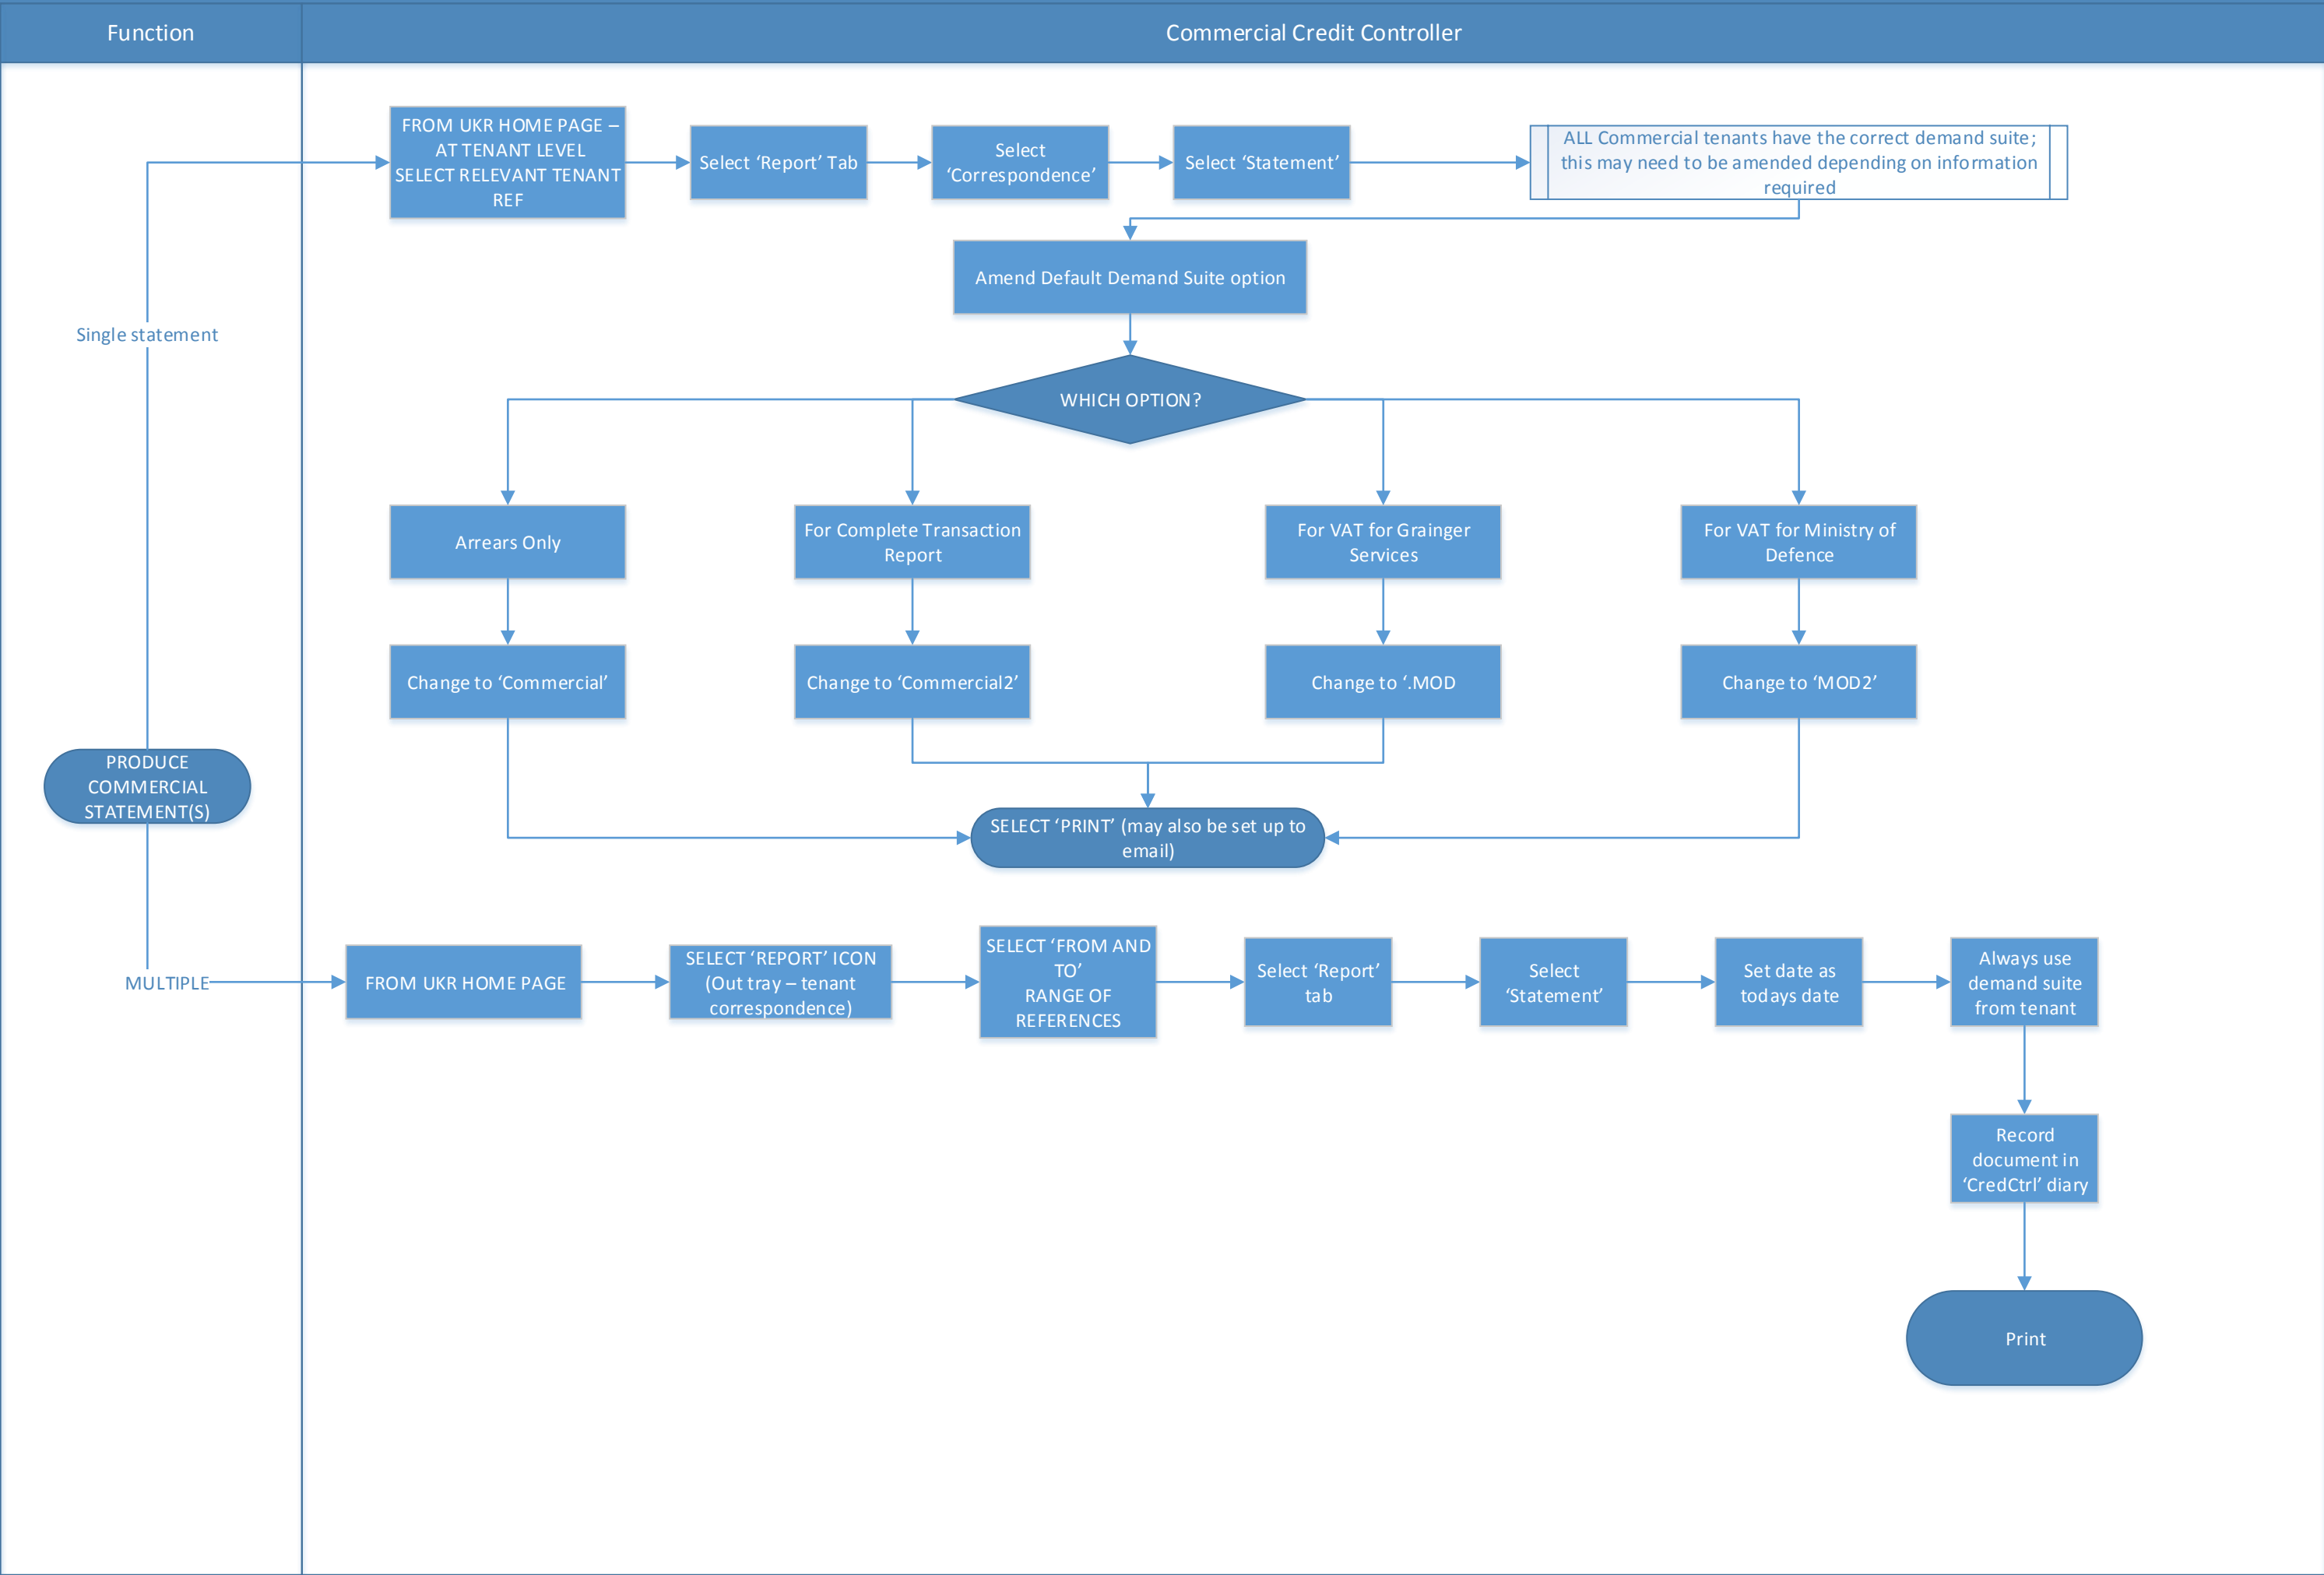 Function
Commercial Credit Controller
FROM UKR HOME PAGE –
AT TENANT LEVEL
SELECT RELEVANT TENANT
REF
Select ‘Report’ Tab
Select
‘Correspondence’
Select ‘Statement’
ALL Commercial tenants have the correct demand suite;
this may need to be amended depending on information
required
Amend Default Demand Suite option
Single statement
WHICH OPTION?
Arrears Only
For Complete Transaction
Report
For VAT for Grainger
Services
For VAT for Ministry of
Defence
Change to ‘Commercial’
Change to ‘Commercial2’
Change to ‘.MOD
Change to ‘MOD2’
PRODUCE
COMMERCIAL
STATEMENT(S)
SELECT ‘PRINT’ (may also be set up to
email)
MULTIPLE
FROM UKR HOME PAGE
SELECT ‘REPORT’ ICON
(Out tray – tenant
correspondence)
SELECT ‘FROM AND
TO’
RANGE OF
REFERENCES
Select ‘Report’
tab
Select
‘Statement’
Set date as
todays date
Always use
demand suite
from tenant
Record
document in
‘CredCtrl’ diary
Print